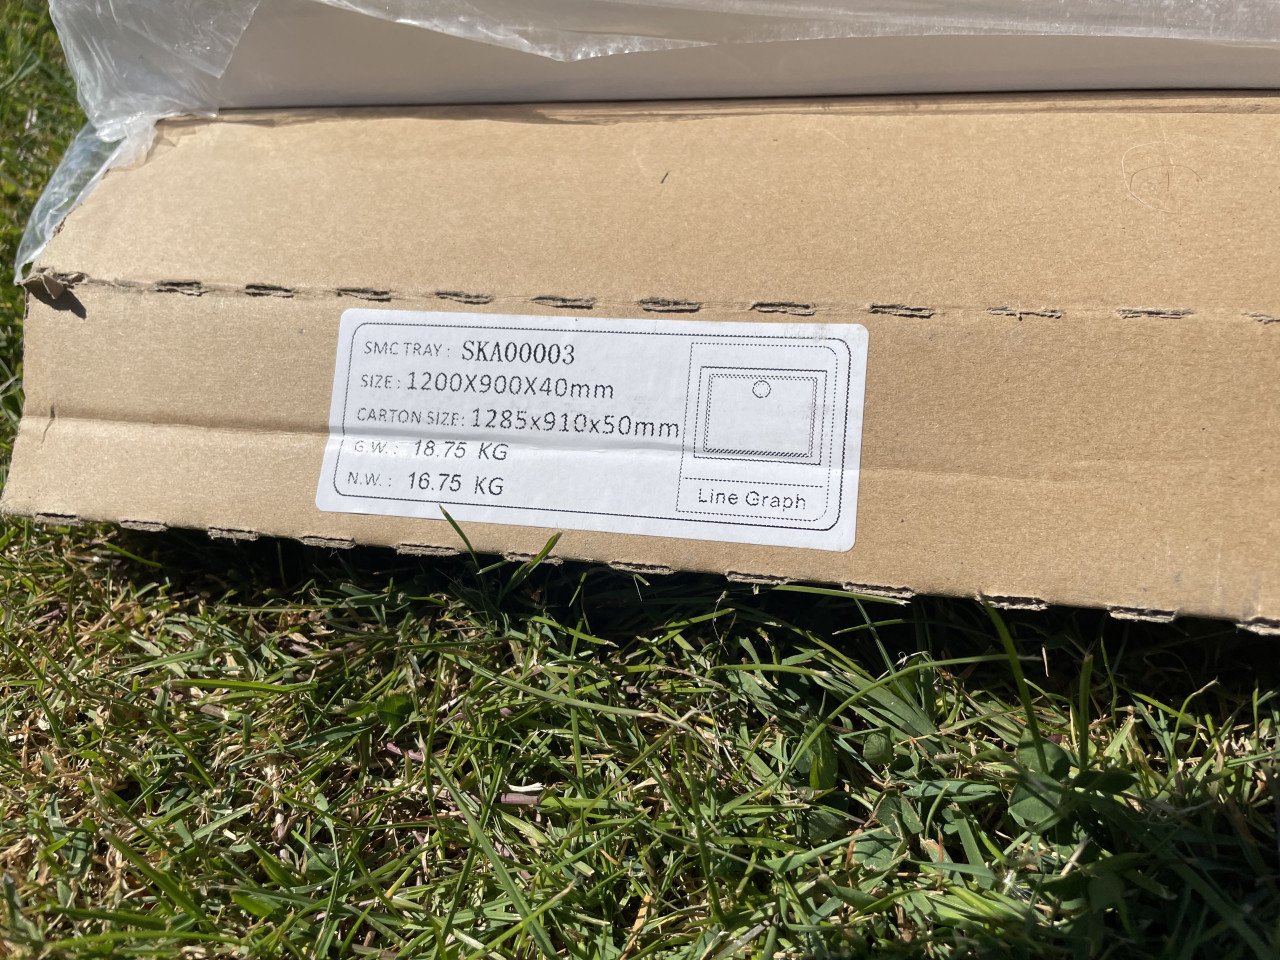 SMC TRAY: SKA00003
SIZE: 1200X900X40mm
CARTON SIZE: 1285x910x50mm
G.W.: 18.75 KG
N.W.: 16.75 KG
Line Graph